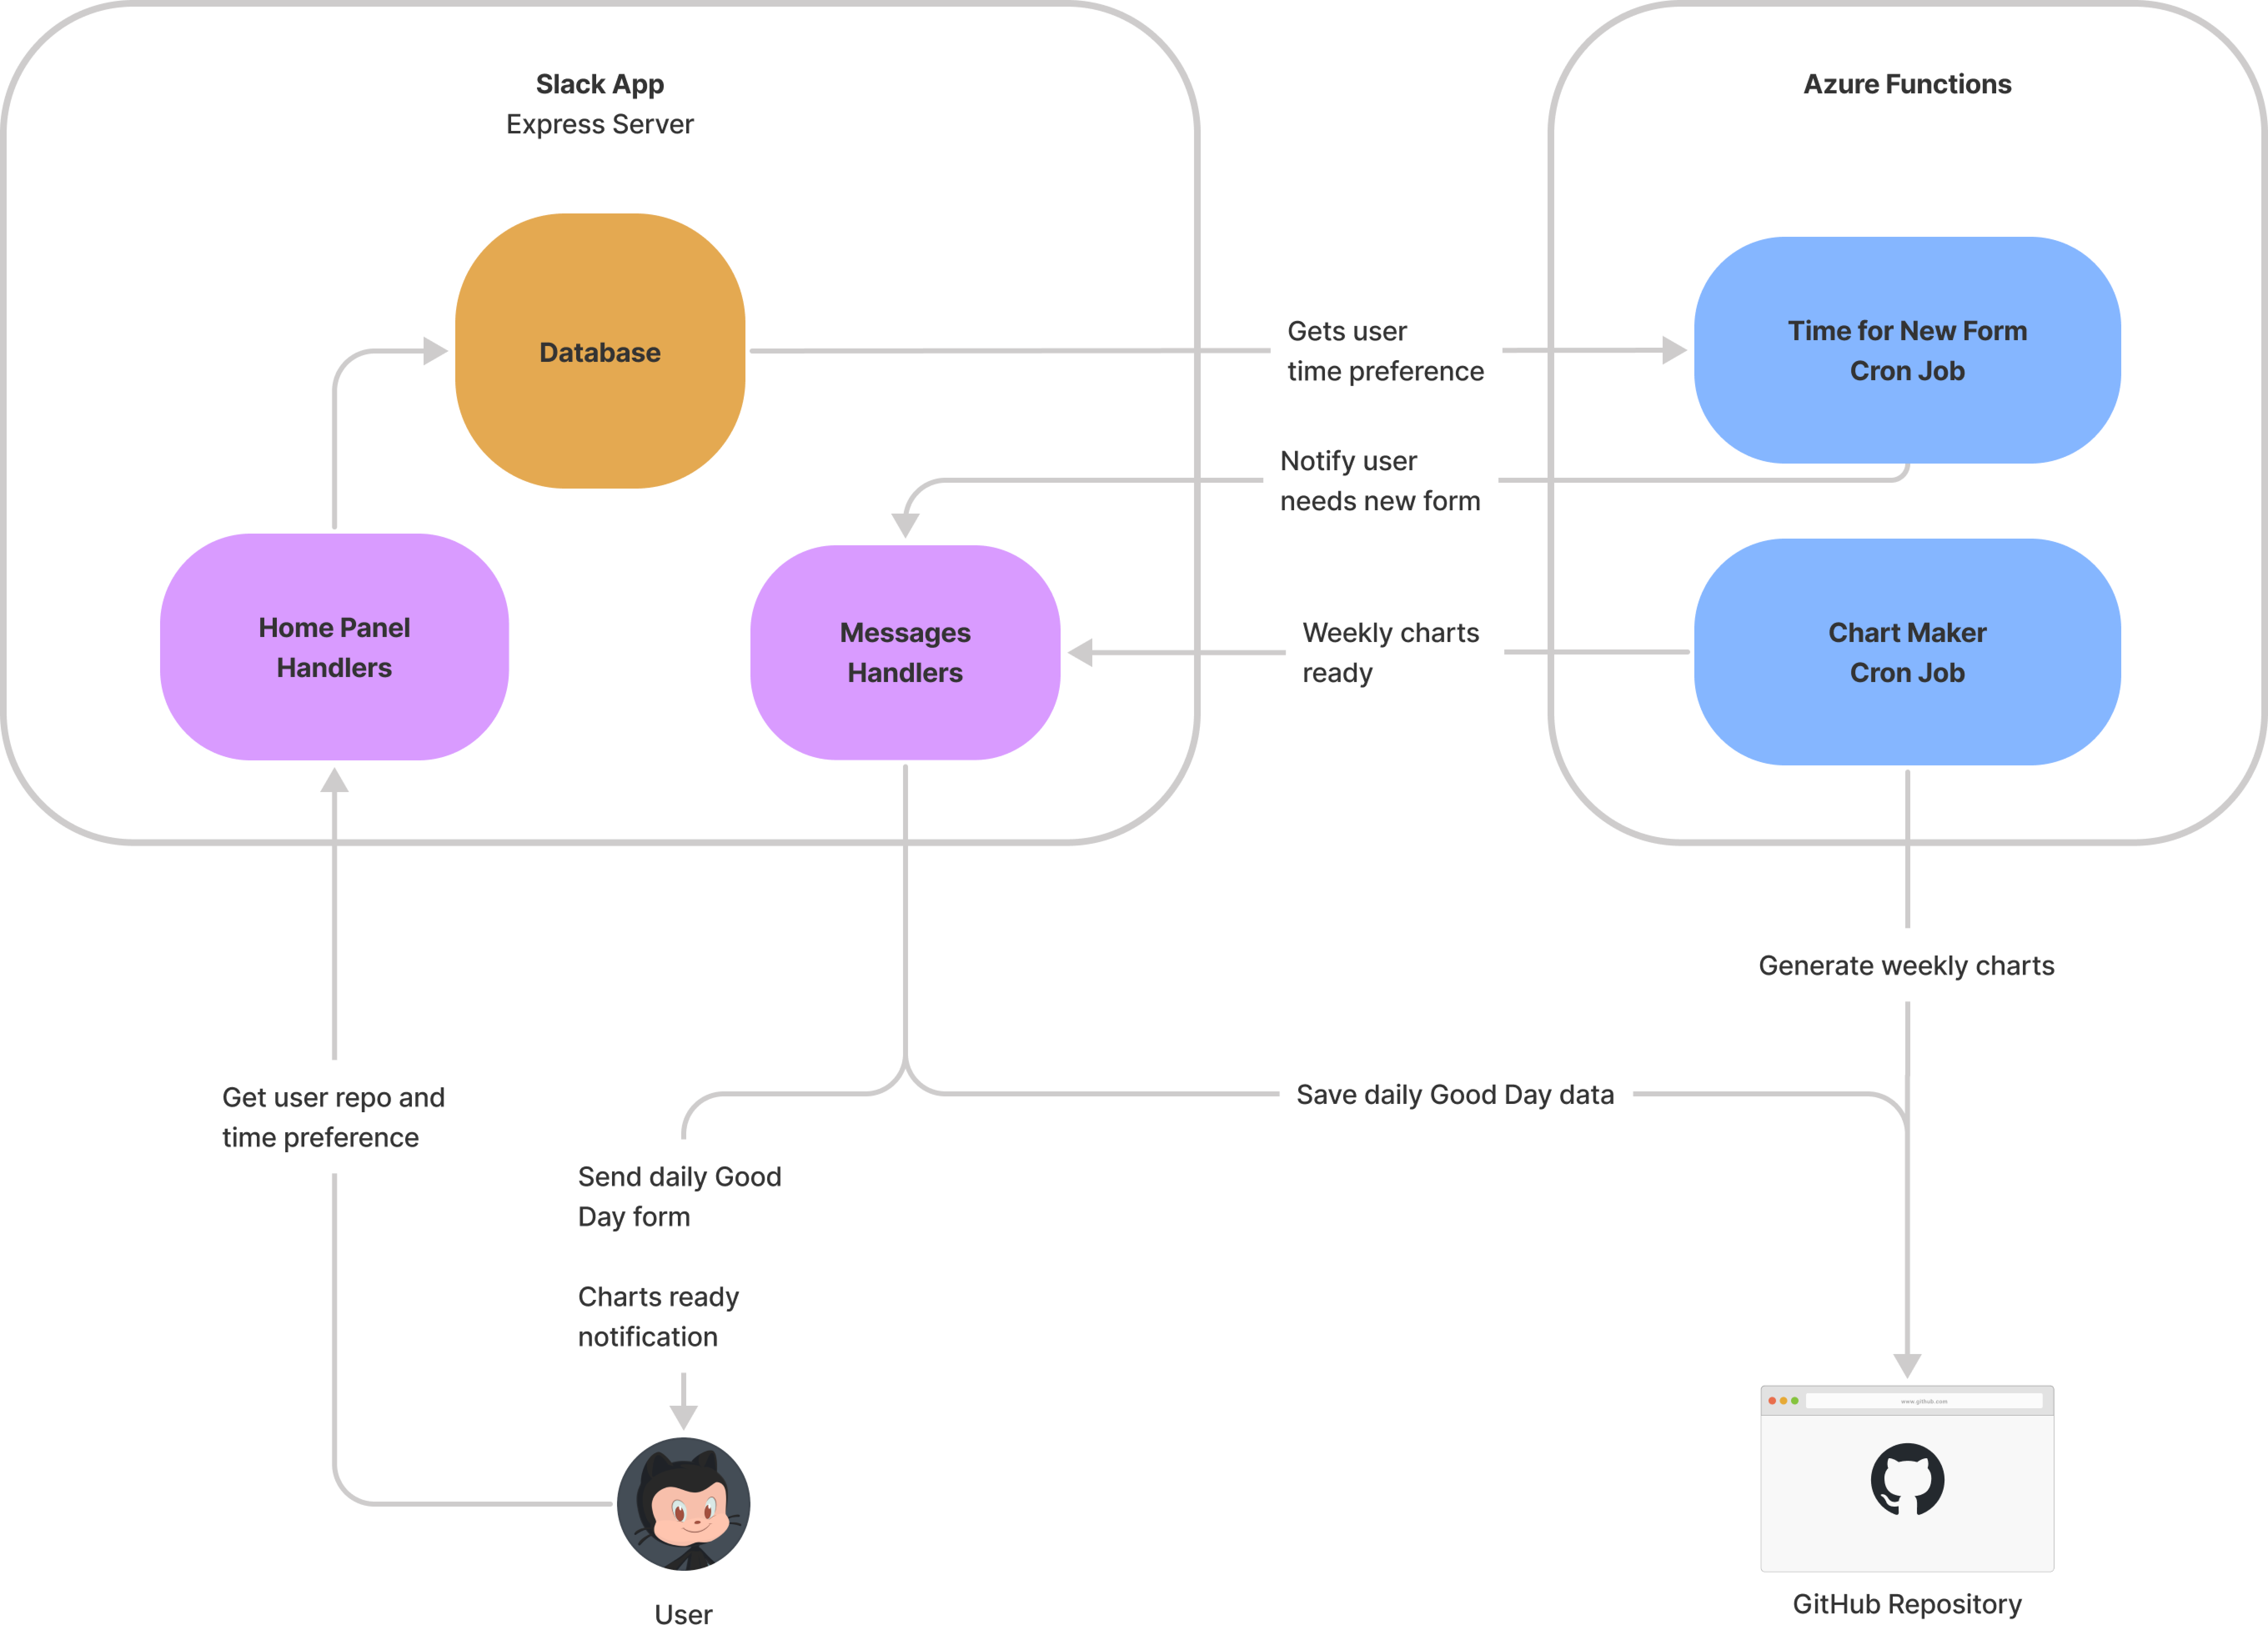 Slack App
Express Server
Azure Functions
Database
Gets user
time preference
Time for New Form
Cron Job
Notify user
needs new form
Home Panel
Handlers
Messages
Handlers
Weekly charts
ready
Chart Maker
Cron Job
Generate weekly charts
Get user repo and
time preference
Save daily Good Day data
Send daily Good
Day form
Charts ready
notification
www.github.com
User
GitHub Repository